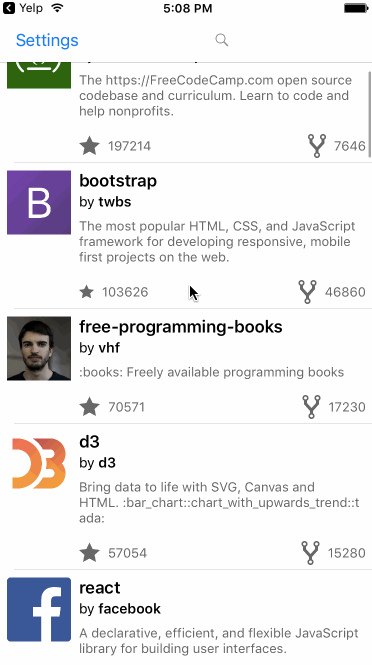 Yelp
5:08 PM
Settings
The https://FreeCodeCamp.com open source
codebase and curriculum. Learn to code and
help nonprofits.
197214
7646
B
bootstrap
by twbs
The most popular HTML, CSS, and JavaScript
framework for developing responsive, mobile
first projects on the web.
103626
46860
free-programming-books
by vhf
:books: Freely available programming books
70571
17230
D3
d3
by d3
Bring data to life with SVG, Canvas and
HTML. :bar_chart::chart_with_upwards_trend::t
ada:
57054
15280
f
react
by facebook
A declarative, efficient, and flexible JavaScript
library for building user interfaces.